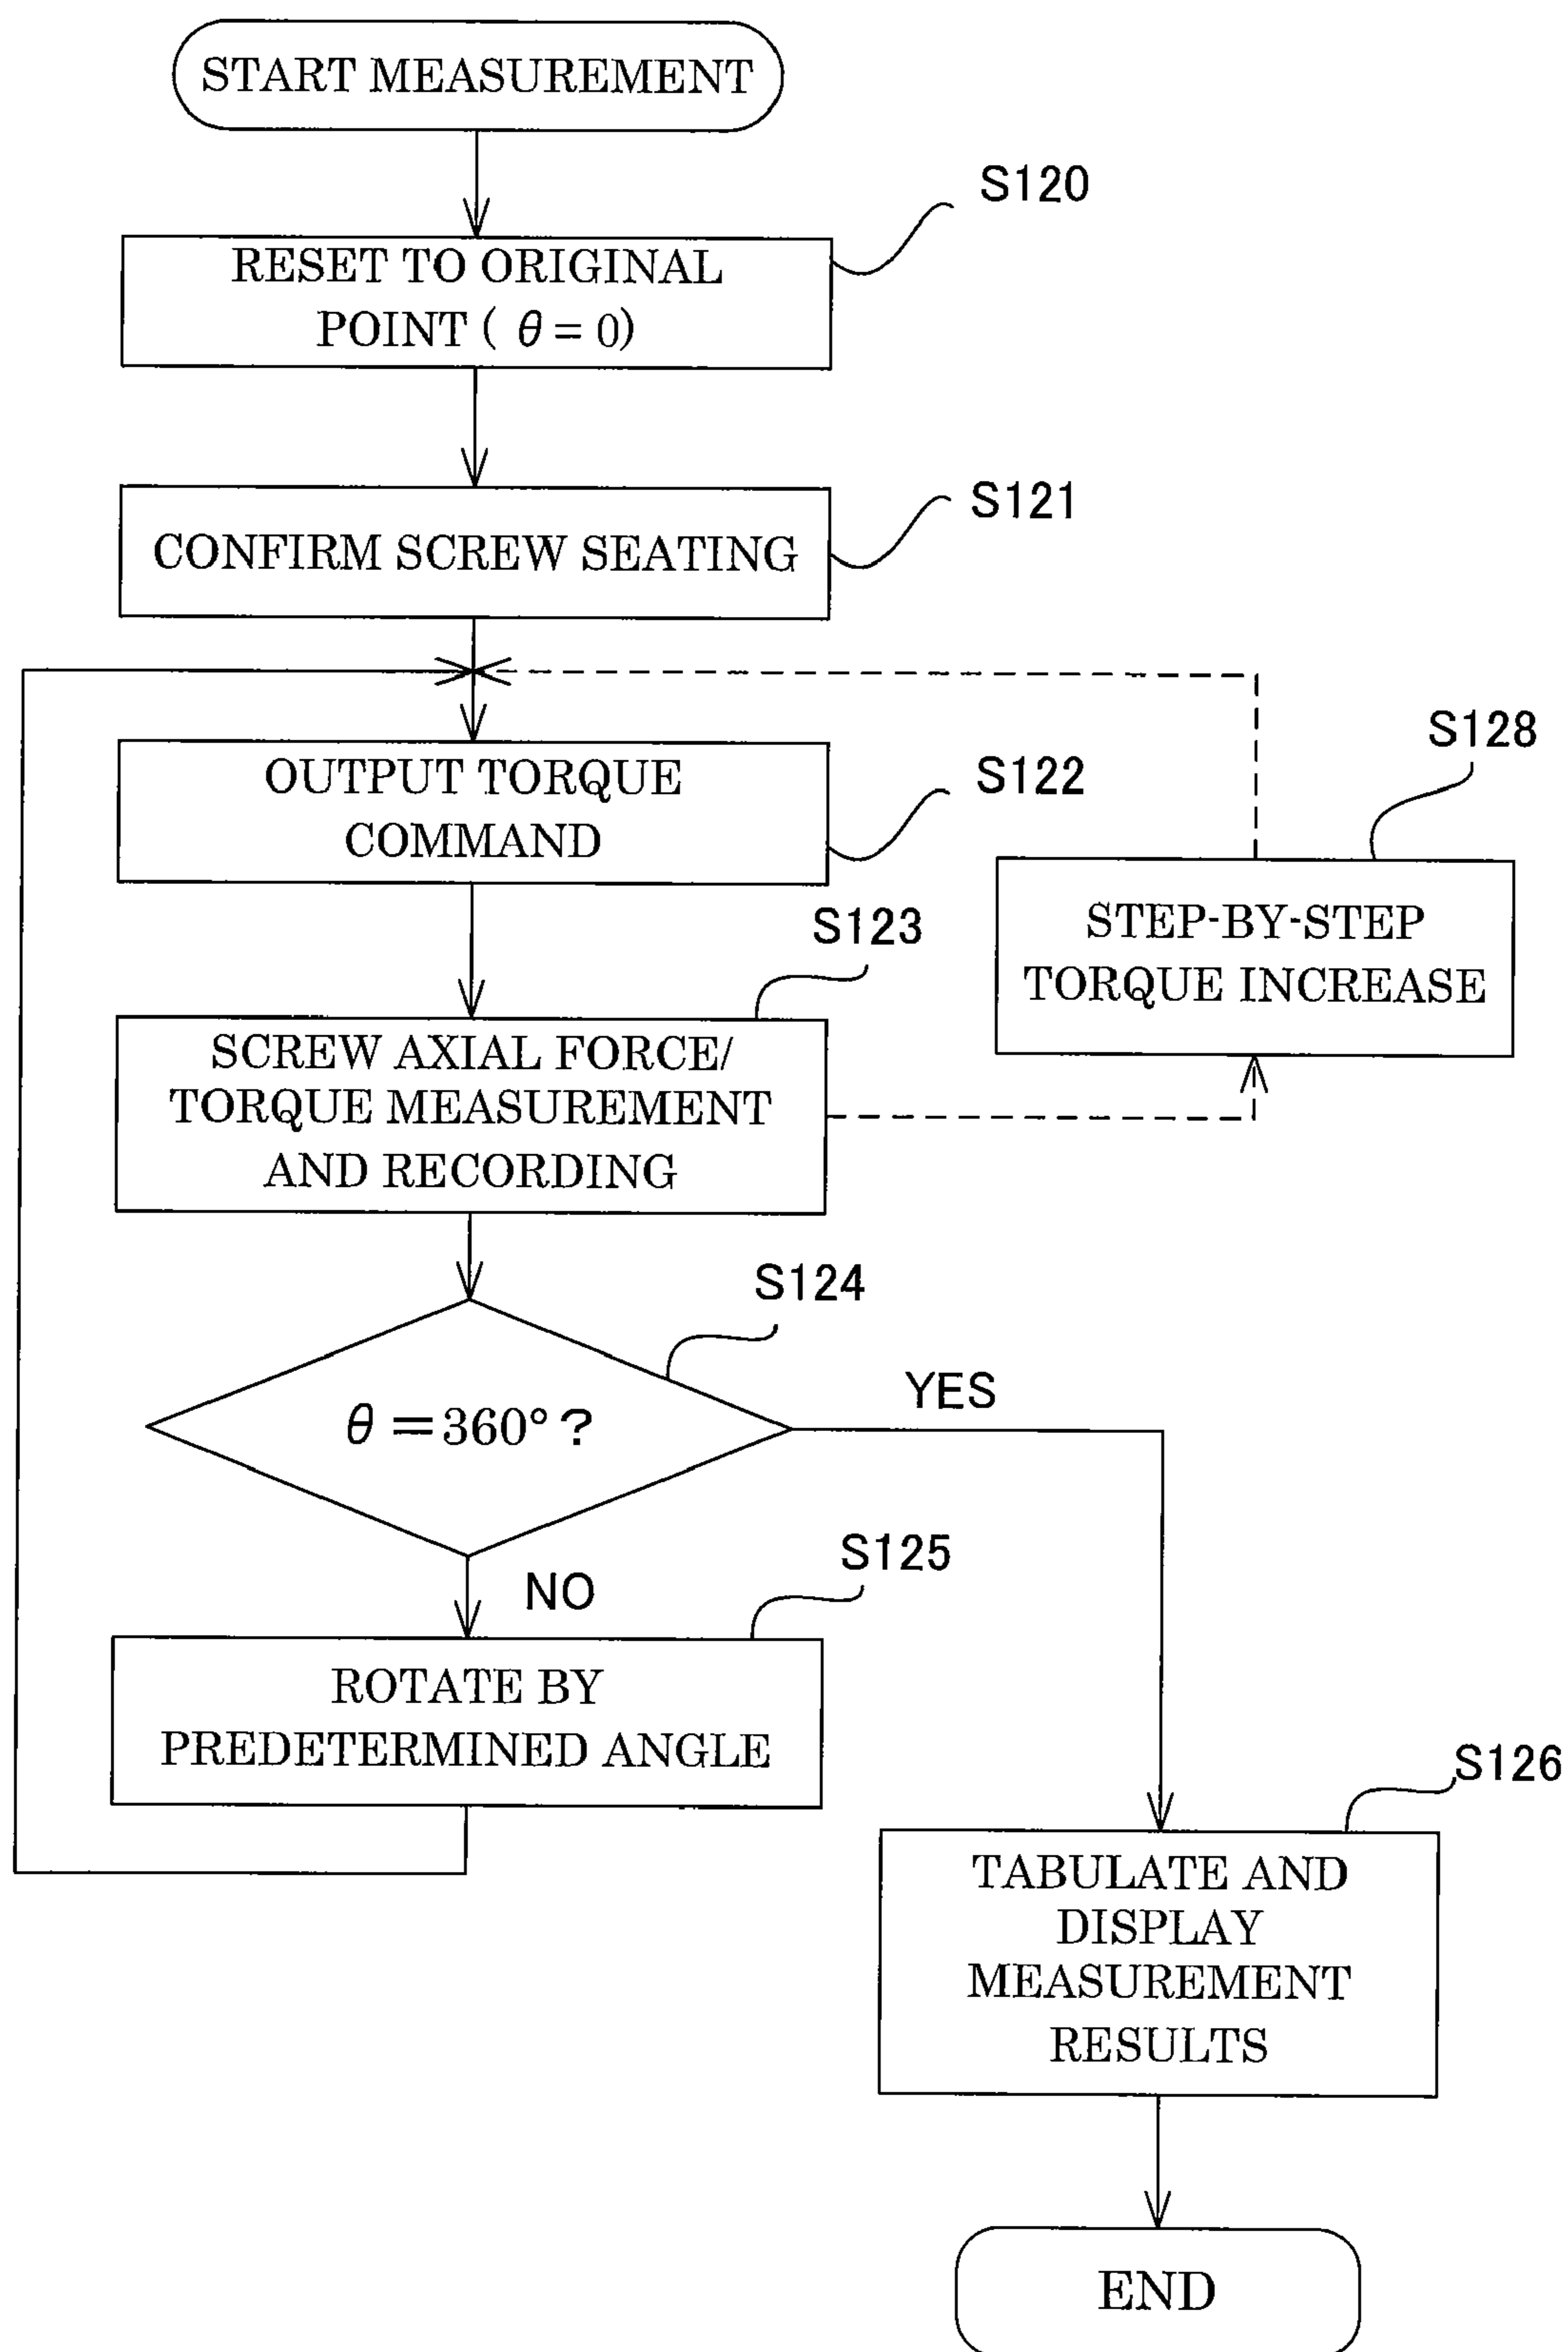 START MEASUREMENT
S120
RESET TO ORIGINAL
POINT ( θ = 0)
S121
CONFIRM SCREW SEATING
S122
OUTPUT TORQUE
COMMAND
S128
STEP-BY-STEP
TORQUE INCREASE
S123
SCREW AXIAL FORCE/
TORQUE MEASUREMENT
AND RECORDING
S124
θ =360° ?
YES
NO
S125
ROTATE BY
PREDETERMINED ANGLE
S126
TABULATE AND
DISPLAY
MEASUREMENT
RESULTS
END